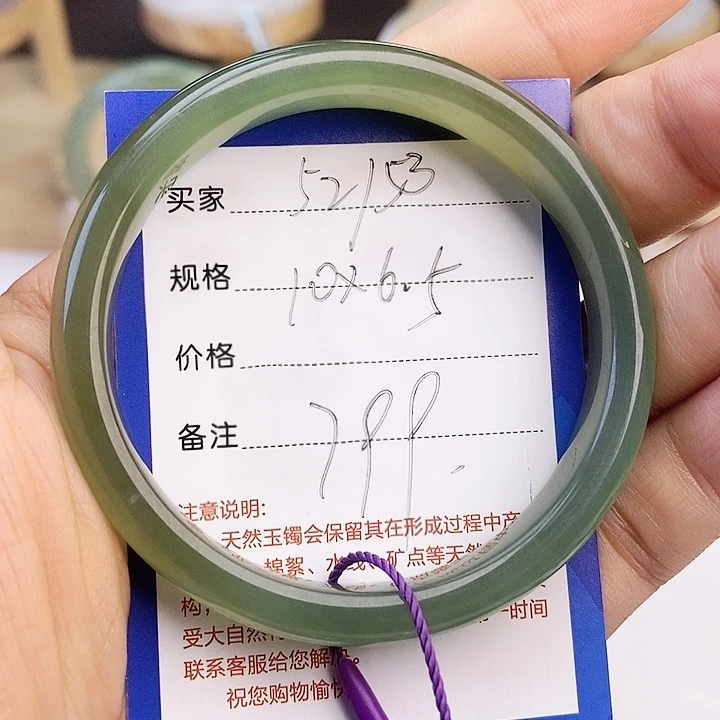 买家 52/53
规格 10x6.5
价格
备注 799.
注意说明:
天然玉镯会保留其在形成过程中产
棉絮、水线、矿点等天然
构，
受大自然 一时间
联系客服给您解
祝您购物愉快